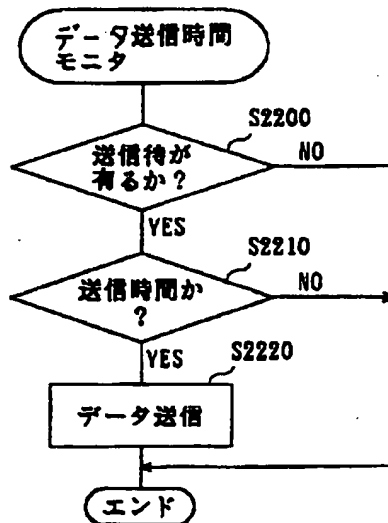 データ送信時間
モニタ
S2200
送信待が
有るか?
NO
YES
S2210
送信時間か
?
NO
YES
S2220
データ送信
エンド